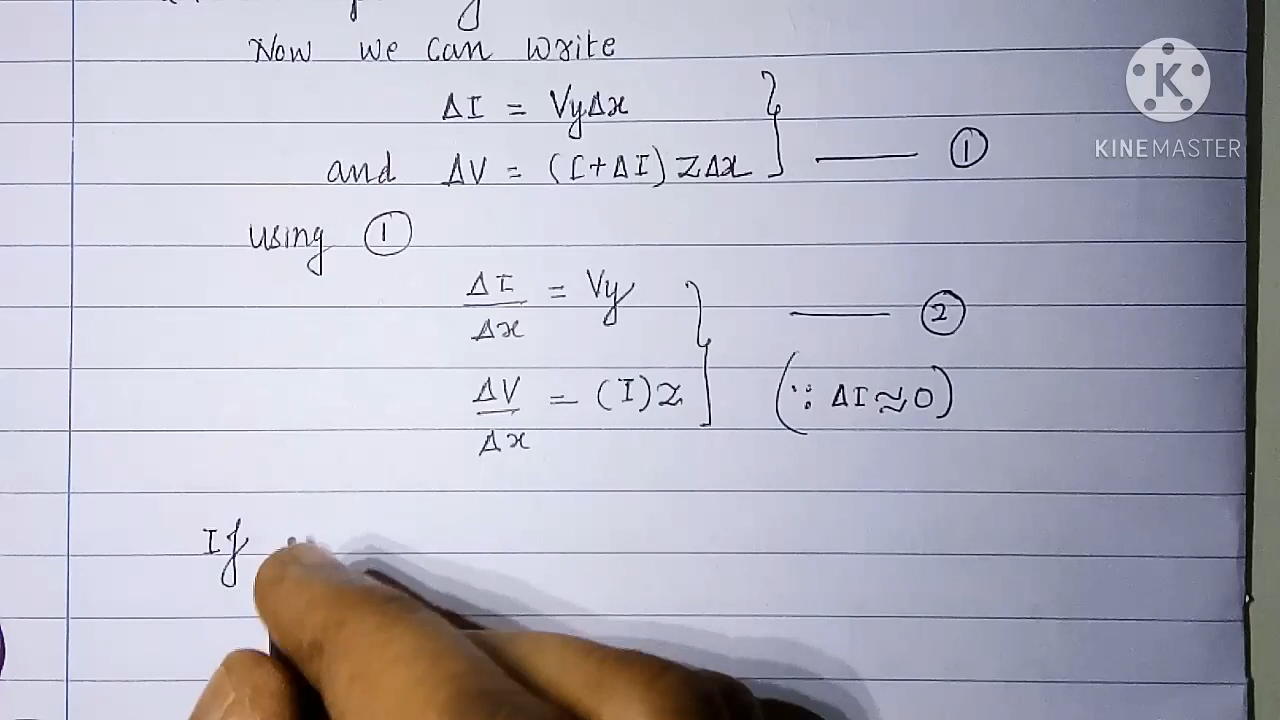 Now we can write
ΔI = VyΔx
and ΔV = (I+ΔI) ZΔx
①
using ①
ΔI/Δx = Vy
②
ΔV/Δx = (I)Z
(∵ ΔI≈0)
If
K
KINEMASTER